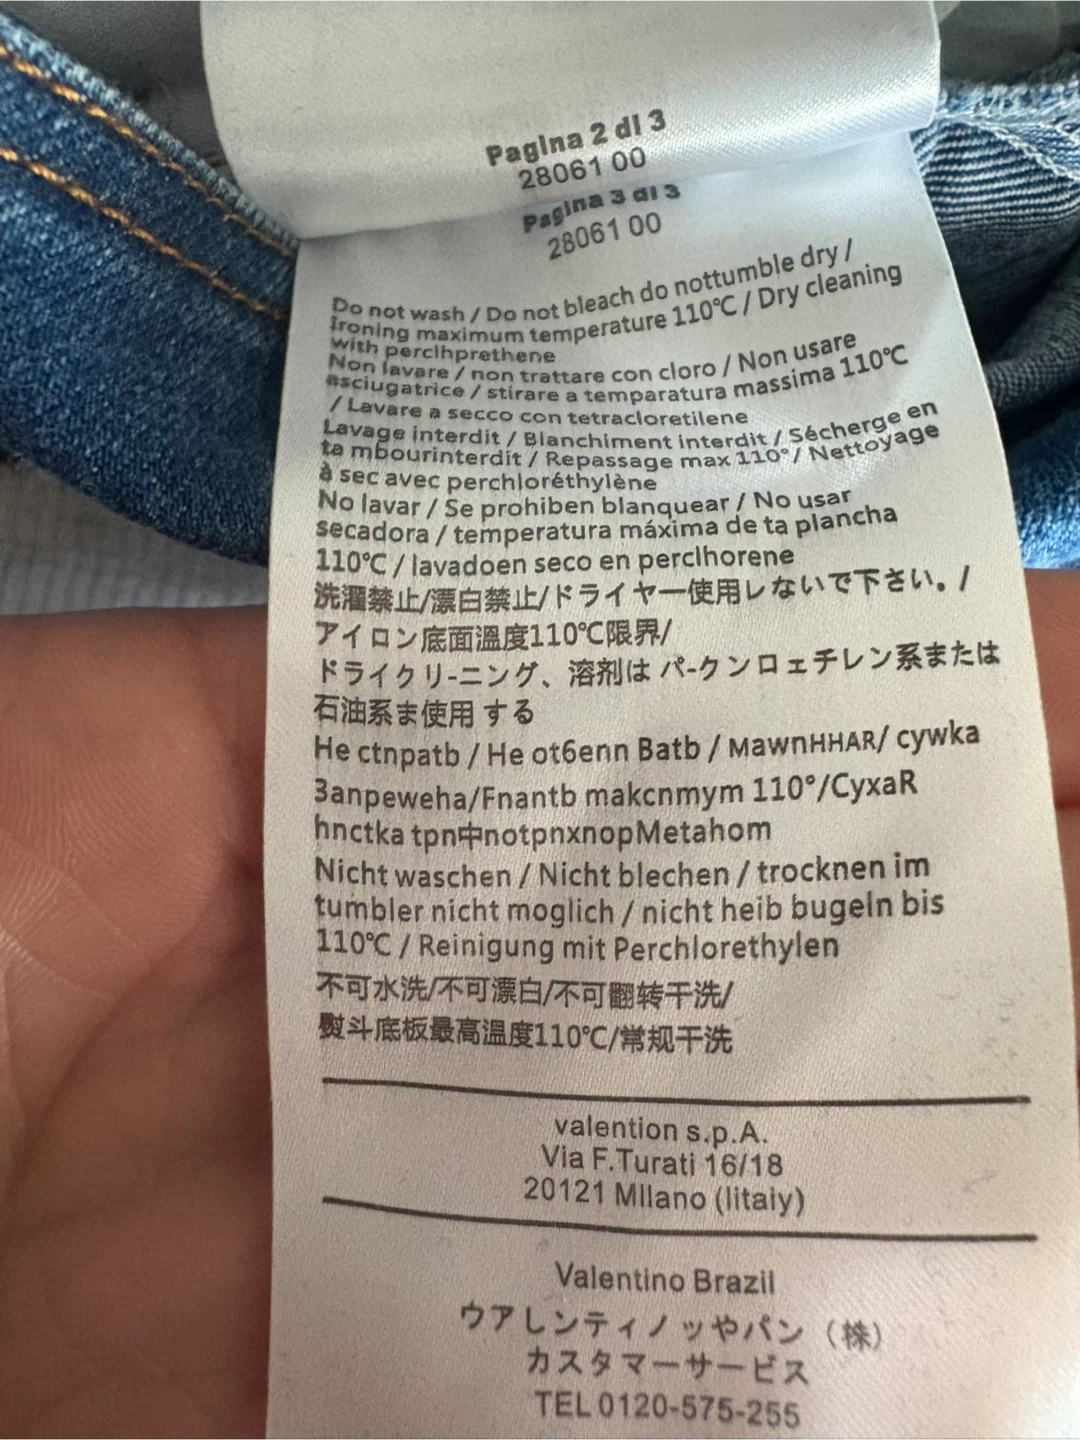 Pagina 2 di 3
28061 00
Pagina 3 di 3
28061 00
Do not wash / Do not bleach do nottumble dry /
Ironing maximum temperature 110℃ / Dry cleaning
with perclhprethene
Non lavare / non trattare con cloro / Non usare
asciugatrice / stirare a temparatura massima 110℃
/ Lavare a secco con tetracloretilene
Lavage interdit / Blanchiment interdit / Sécherge en
ta mbourinterdit / Repassage max 110° / Nettoyage
à sec avec perchloréthylène
No lavar / Se prohiben blanquear / No usar
secadora / temperatura máxima de ta plancha
110℃ / lavadoen seco en perclhorene
洗濯禁止/漂白禁止/ドライヤー使用レないで下さい。/
アイロン底面溫度110℃限界/
ドライクリ-ニング、溶剤は パ-クンロェチレン系または
石油系ま使用 する
He ctnpatb / He ot6enn Batb / MawnHHAR/ cywka
3anpeweha/Fnantb makcnmym 110°/CyxaR
hnctka tpn中notpnxnopMetahom
Nicht waschen / Nicht blechen / trocknen im
tumbler nicht moglich / nicht heib bugeln bis
110℃ / Reinigung mit Perchlorethylen
不可水洗/不可漂白/不可翻转干洗/
熨斗底板最高溫度110℃/常规干洗
valention s.p.A.
Via F.Turati 16/18
20121 MIlano (Iitaly)
Valentino Brazil
ウアしンティノッやパン（株）
カスタマーサービス
TEL 0120-575-255